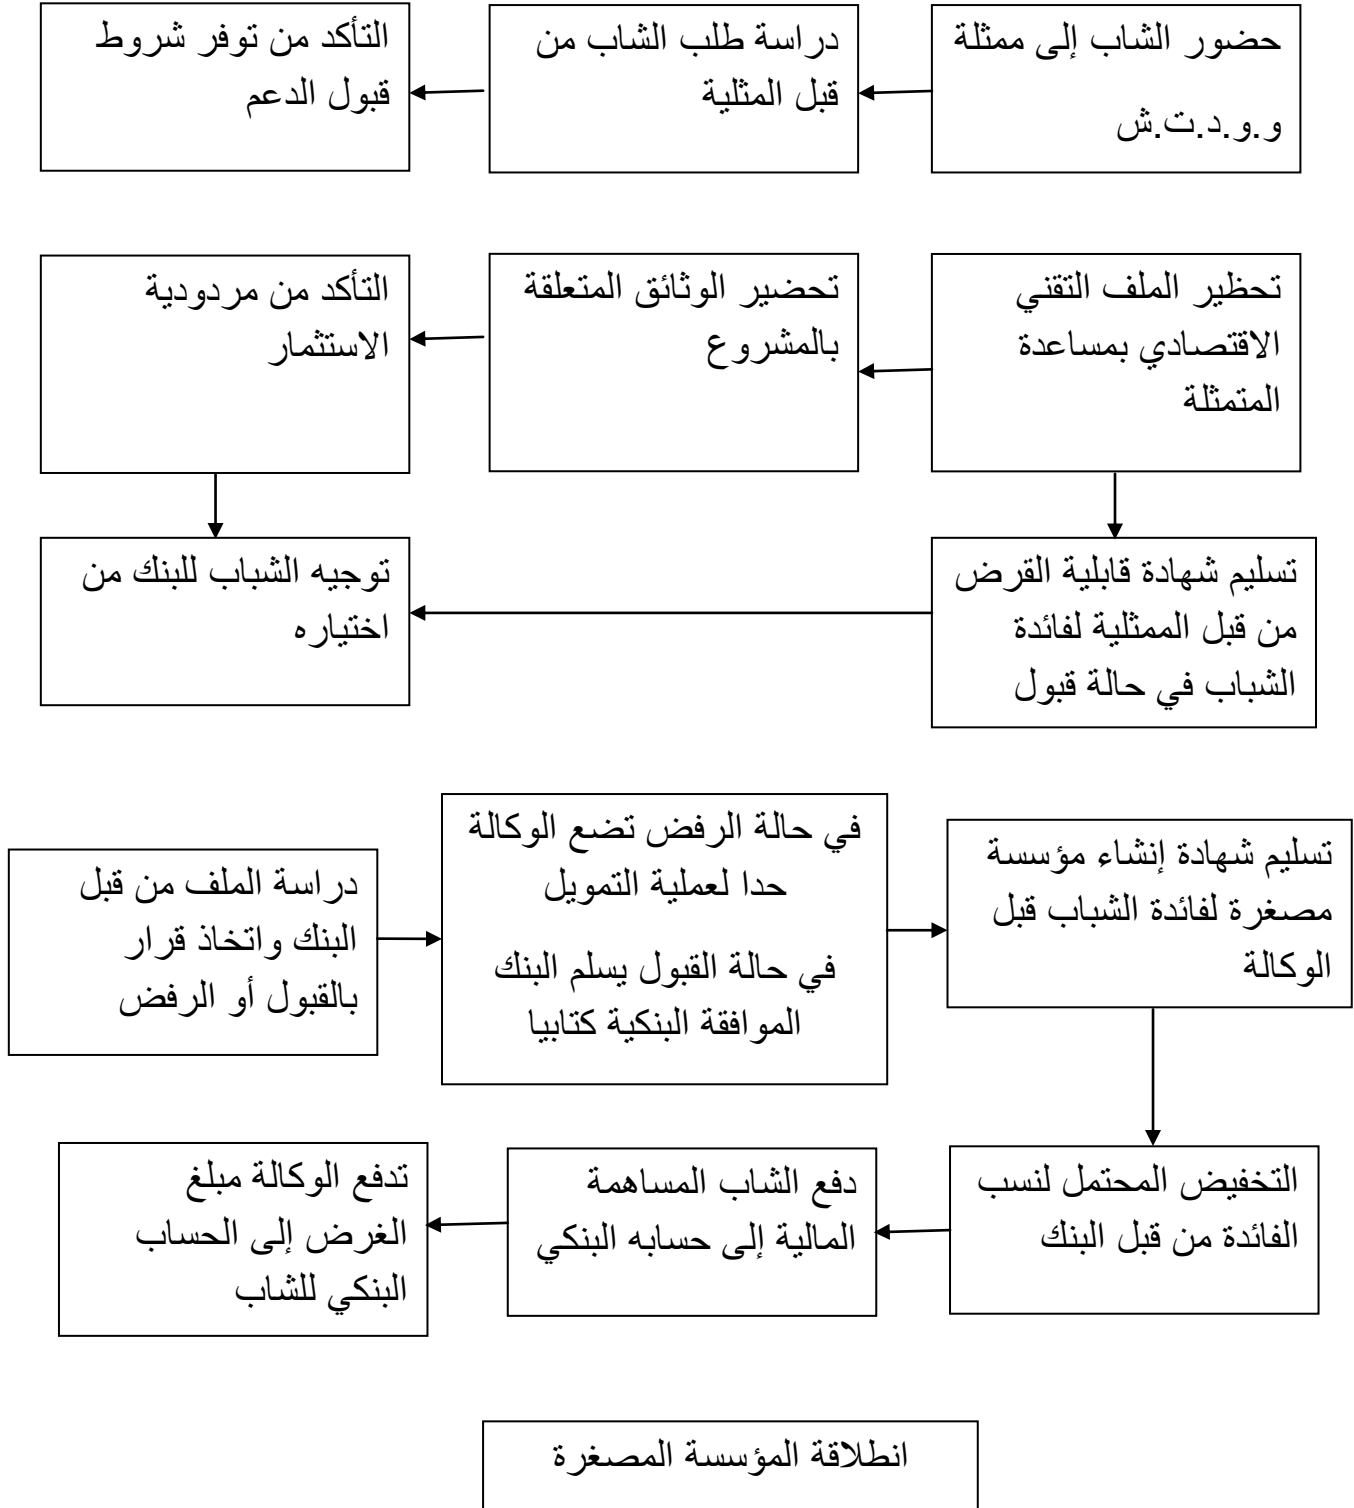 حضور الشاب إلى ممثلة
و.و.د.ت.ش
دراسة طلب الشاب من
قبل المثلية
التأكد من توفر شروط
قبول الدعم
تحظير الملف التقني
الاقتصادي بمساعدة
المتمثلة
تحضير الوثائق المتعلقة
بالمشروع
التأكد من مردودية
الاستثمار
تسليم شهادة قابلية القرض
من قبل الممثلية لفائدة
الشباب في حالة قبول
توجيه الشباب للبنك من
اختياره
دراسة الملف من قبل
البنك واتخاذ قرار
بالقبول أو الرفض
في حالة الرفض تضع الوكالة
حدا لعملية التمويل
في حالة القبول يسلم البنك
الموافقة البنكية كتابيا
تسليم شهادة إنشاء مؤسسة
مصغرة لفائدة الشباب قبل
الوكالة
التخفيض المحتمل لنسب
الفائدة من قبل البنك
دفع الشاب المساهمة
المالية إلى حسابه البنكي
تدفع الوكالة مبلغ
الغرض إلى الحساب
البنكي للشاب
انطلاقة المؤسسة المصغرة